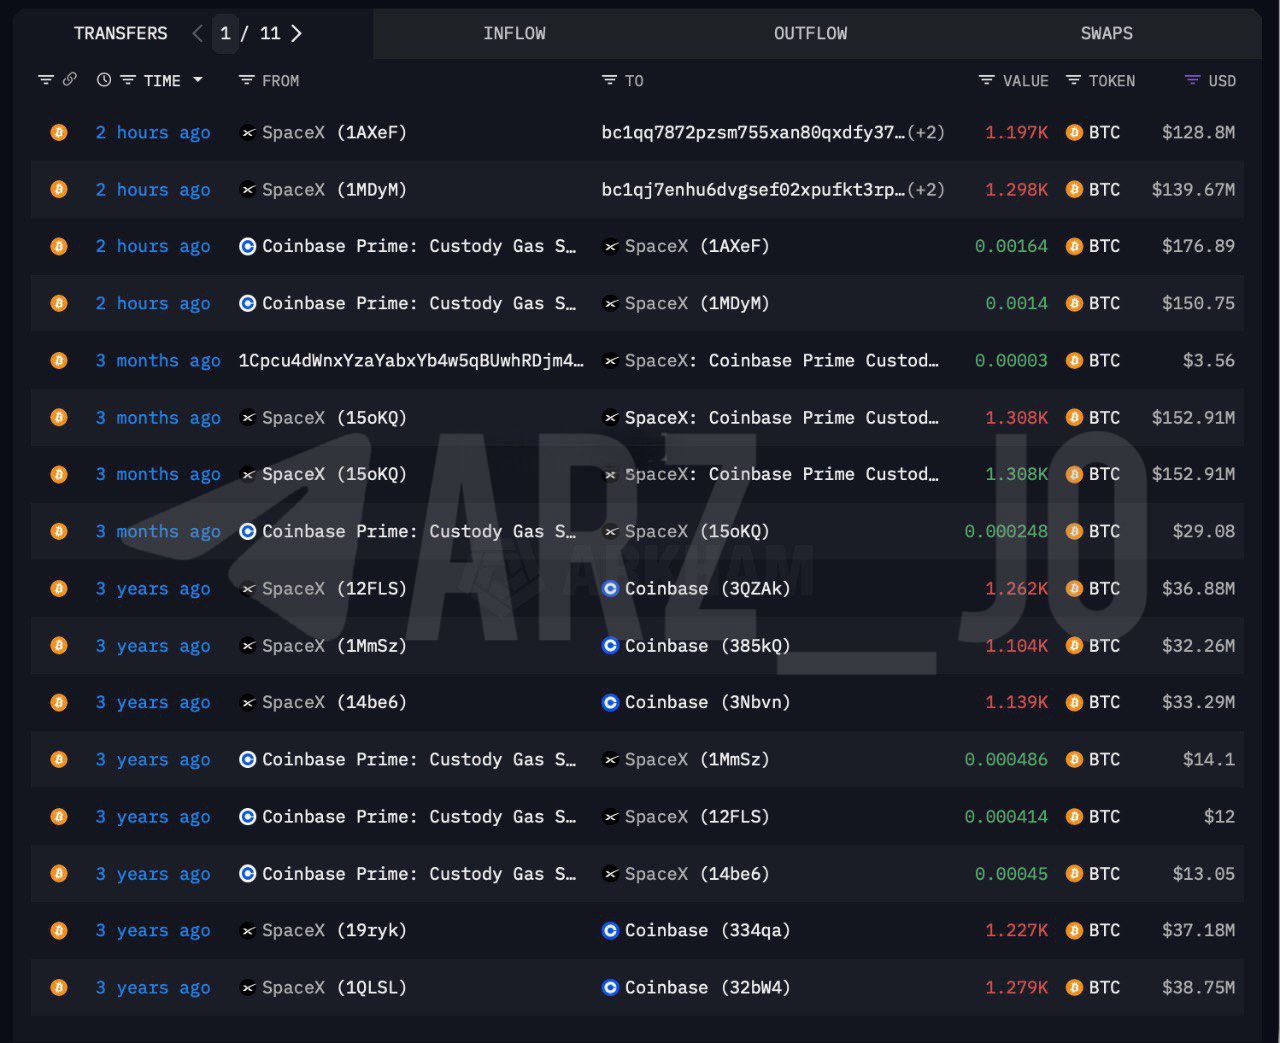 TRANSFERS 1 / 11 INFLOW OUTFLOW SWAPS
TIME FROM TO VALUE TOKEN USD
2 hours ago SpaceX (1AXeF) bc1qq7872pzsm755xan80qxdfy37…(+2) 1.197K BTC $128.8M
2 hours ago SpaceX (1MDyM) bc1qj7enhu6dvgsef02xpufkt3rp…(+2) 1.298K BTC $139.67M
2 hours ago Coinbase Prime: Custody Gas S… SpaceX (1AXeF) 0.00164 BTC $176.89
2 hours ago Coinbase Prime: Custody Gas S… SpaceX (1MDyM) 0.0014 BTC $150.75
3 months ago 1Cpcu4dWnxYzaYabxYb4w5qBUwhRDjm4… SpaceX: Coinbase Prime Custod… 0.00003 BTC $3.56
3 months ago SpaceX (15oKQ) SpaceX: Coinbase Prime Custod… 1.308K BTC $152.91M
3 months ago SpaceX (15oKQ) SpaceX: Coinbase Prime Custod… 1.308K BTC $152.91M
3 months ago Coinbase Prime: Custody Gas S… SpaceX (15oKQ) 0.000248 BTC $29.08
3 years ago SpaceX (12FLS) Coinbase (3QZAk) 1.262K BTC $36.88M
3 years ago SpaceX (1MmSz) Coinbase (385kQ) 1.104K BTC $32.26M
3 years ago SpaceX (14be6) Coinbase (3Nbvn) 1.139K BTC $33.29M
3 years ago Coinbase Prime: Custody Gas S… SpaceX (1MmSz) 0.000486 BTC $14.1
3 years ago Coinbase Prime: Custody Gas S… SpaceX (12FLS) 0.000414 BTC $12
3 years ago Coinbase Prime: Custody Gas S… SpaceX (14be6) 0.00045 BTC $13.05
3 years ago SpaceX (19ryk) Coinbase (334qa) 1.227K BTC $37.18M
3 years ago SpaceX (1QLSL) Coinbase (32bW4) 1.279K BTC $38.75M
ARZ_JO
ARKHAM